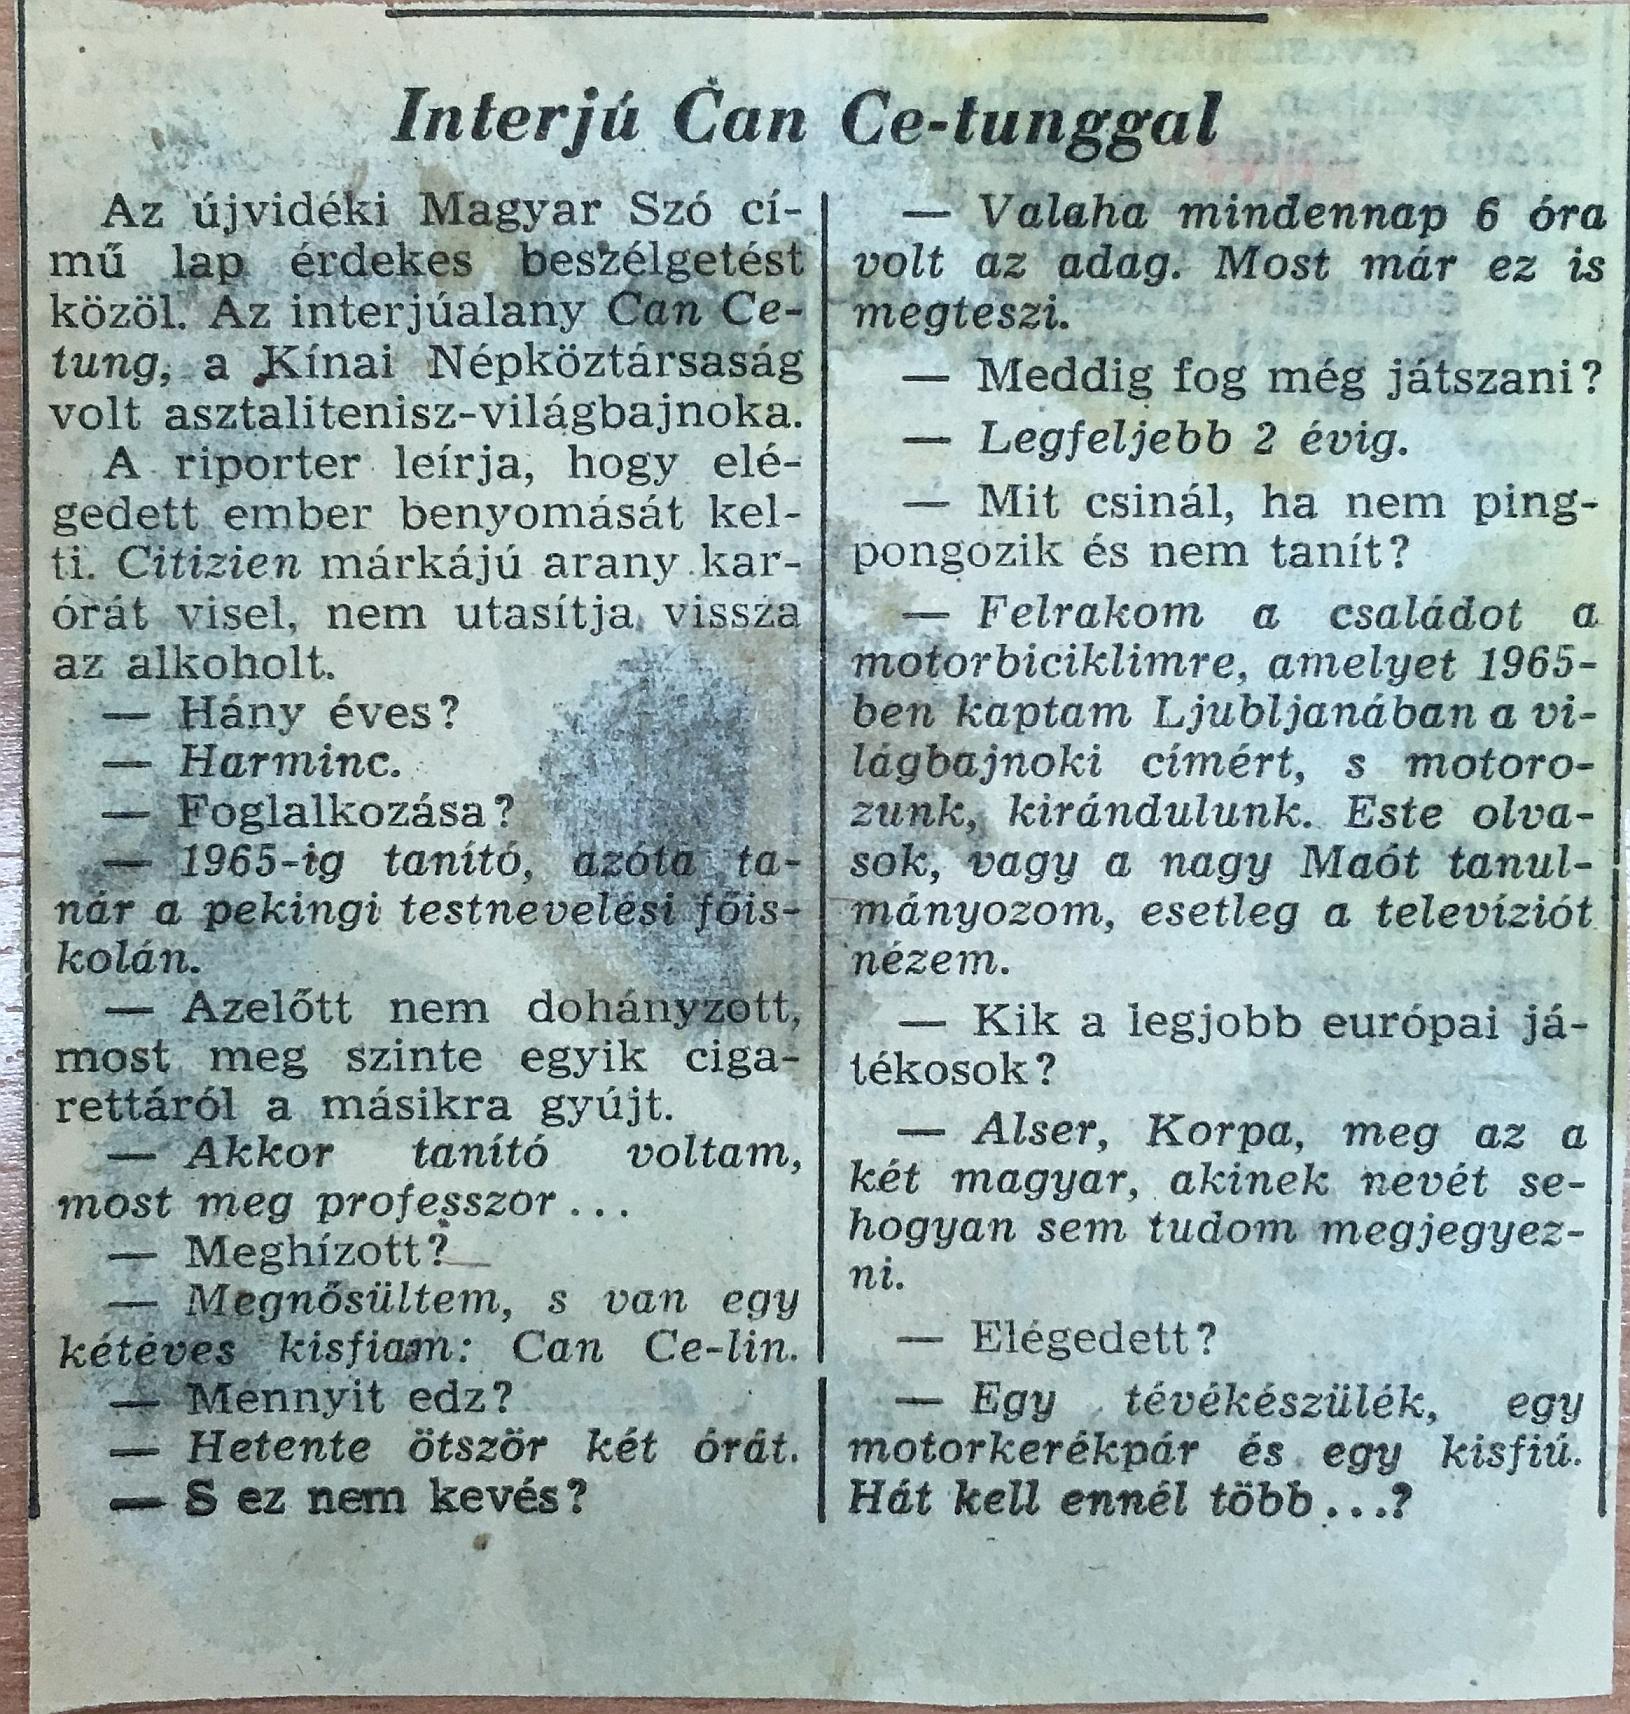 Interjú Can Ce-tunggal
Az újvidéki Magyar Szó cí-
mű lap érdekes beszélgetést
közöl. Az interjúalany Can Ce-
tung, a Kínai Népköztársaság
volt asztalitenisz-világbajnoka.
A riporter leírja, hogy elé-
gedett ember benyomását kel-
ti. Citizien márkájú arany kar-
órát visel, nem utasítja vissza
az alkoholt.
— Hány éves?
— Harminc.
— Foglalkozása?
— 1965-ig tanító, azóta ta-
nár a pekingi testnevelési főis-
kolán.
— Azelőtt nem dohányzott,
most meg szinte egyik ciga-
rettáról a másikra gyújt.
— Akkor tanító voltam,
most meg professzor...
— Meghízott?
— Megnősültem, s van egy
kétéves kisfiam: Can Ce-lin.
— Mennyit edz?
— Hetente ötször két órát.
— S ez nem kevés?
— Valaha mindennap 6 óra
volt az adag. Most már ez is
megteszi.
— Meddig fog még játszani?
— Legfeljebb 2 évig.
— Mit csinál, ha nem ping-
pongozik és nem tanít?
— Felrakom a családot a
motorbiciklimre, amelyet 1965-
ben kaptam Ljubljanában a vi-
lágbajnoki címért, s motoro-
zunk, kirándulunk. Este olva-
sok, vagy a nagy Maót tanul-
mányozom, esetleg a televíziót
nézem.
— Kik a legjobb európai já-
tékosok?
— Alser, Korpa, meg az a
két magyar, akinek nevét se-
hogyan sem tudom megjegyez-
ni.
— Elégedett?
— Egy tévékészülék, egy
motorkerékpár és egy kisfiú.
Hát kell ennél több...?